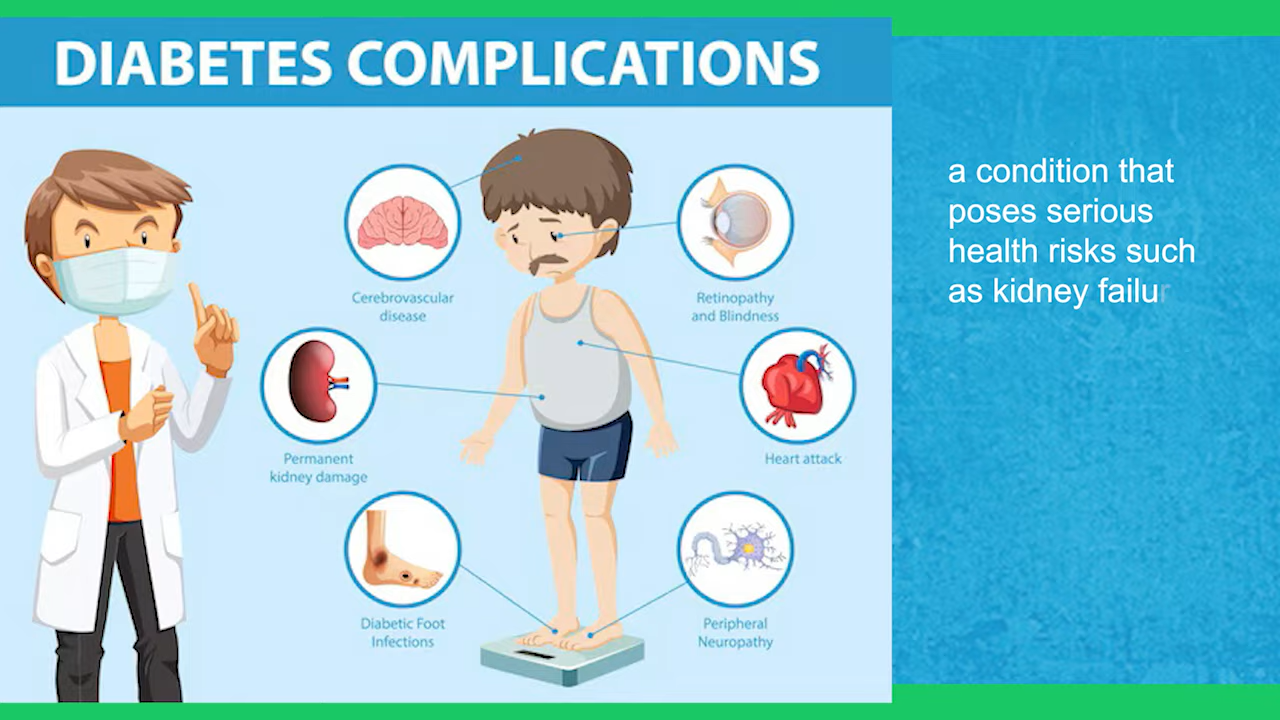 DIABETES COMPLICATIONS
Cerebrovascular
disease
Retinopathy
and Blindness
Permanent
kidney damage
Heart attack
Diabetic Foot
Infections
Peripheral
Neuropathy
a condition that
poses serious
health risks such
as kidney failur